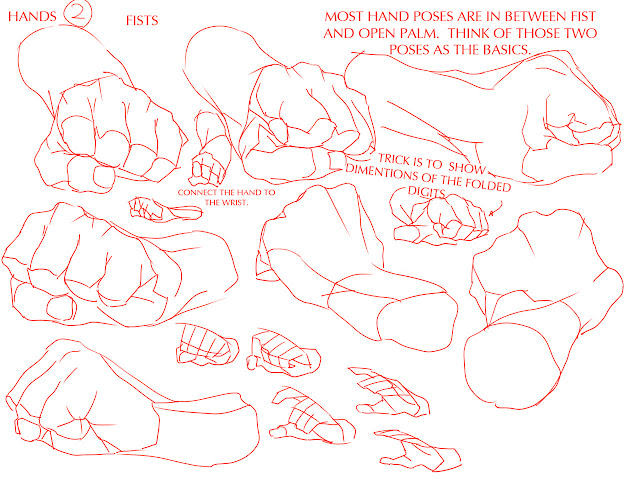 HANDS 2
FISTS
MOST HAND POSES ARE IN BETWEEN FIST
AND OPEN PALM. THINK OF THOSE TWO
POSES AS THE BASICS.
TRICK IS TO SHOW
DIMENTIONS OF THE FOLDED
DIGITS
CONNECT THE HAND TO
THE WRIST.